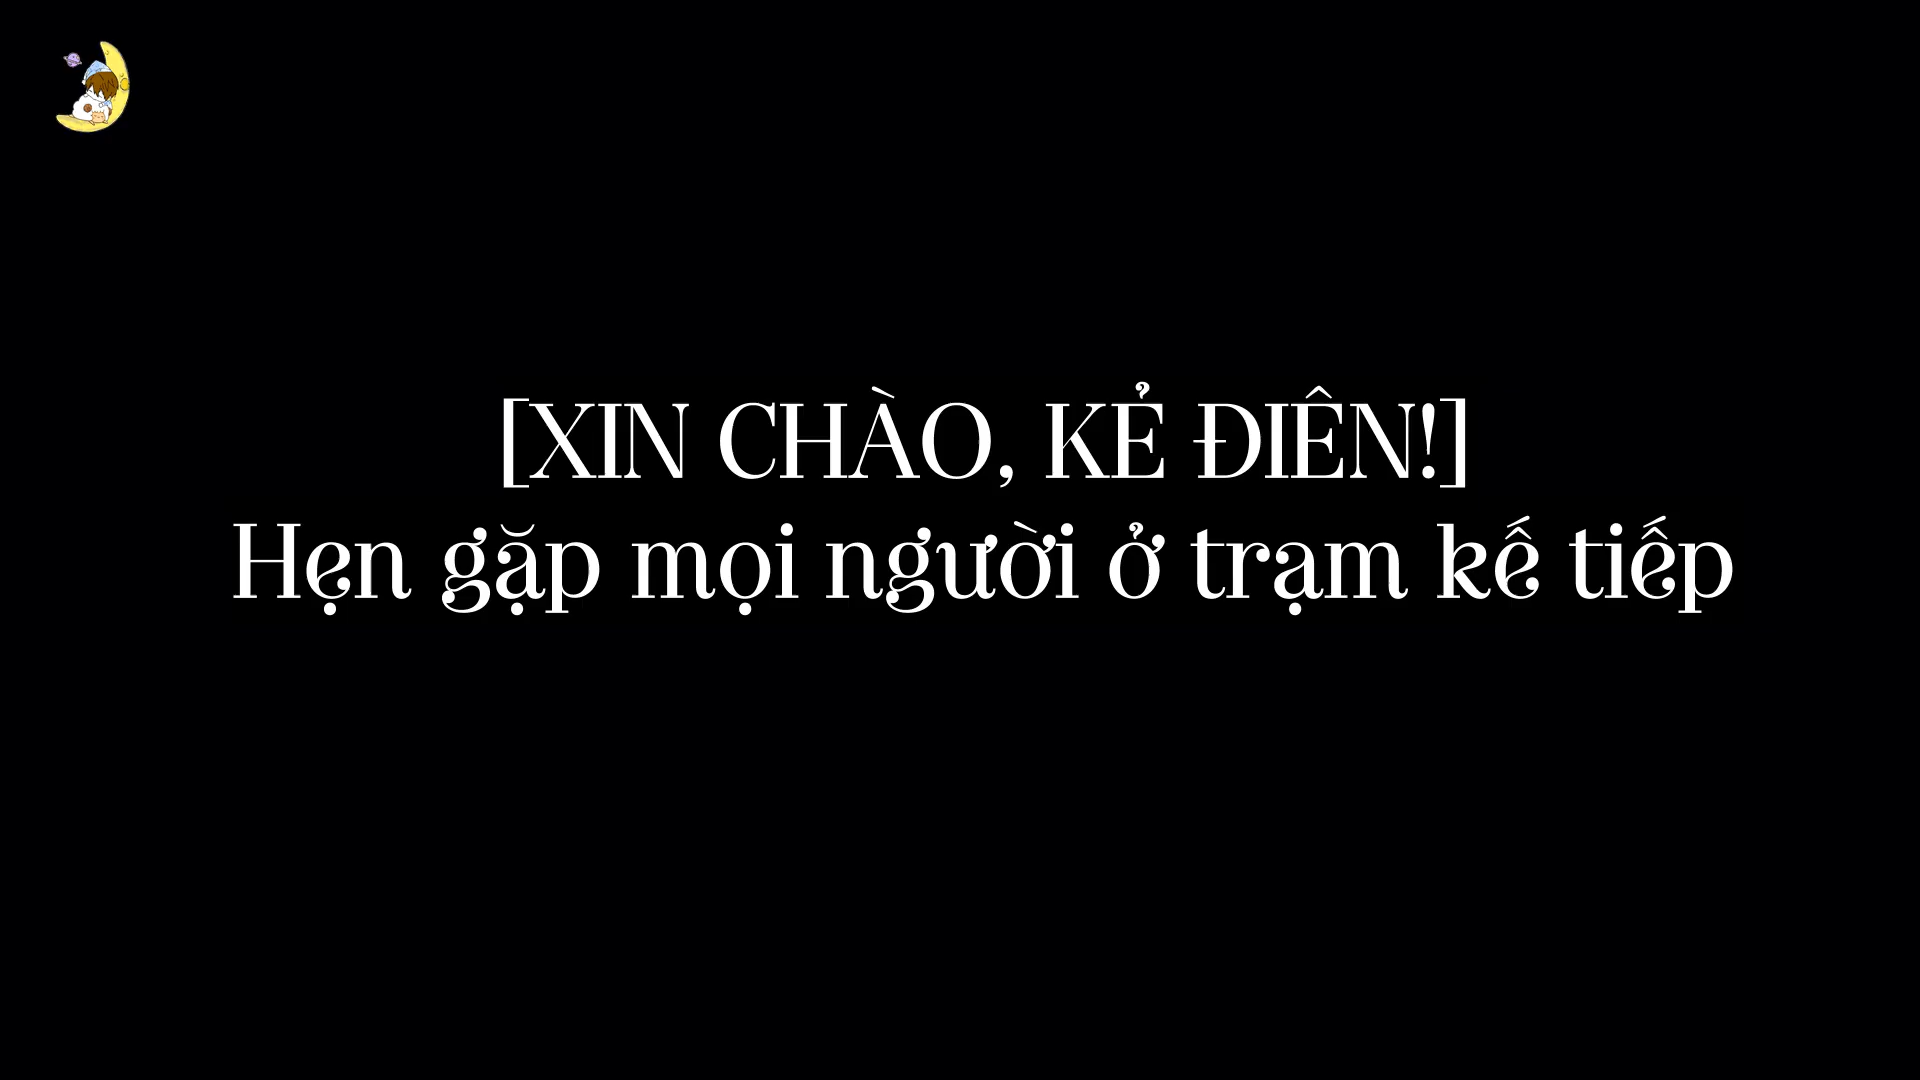 [XIN CHÀO, KẺ ĐIÊN!]
Hẹn gặp mọi người ở trạm kế tiếp